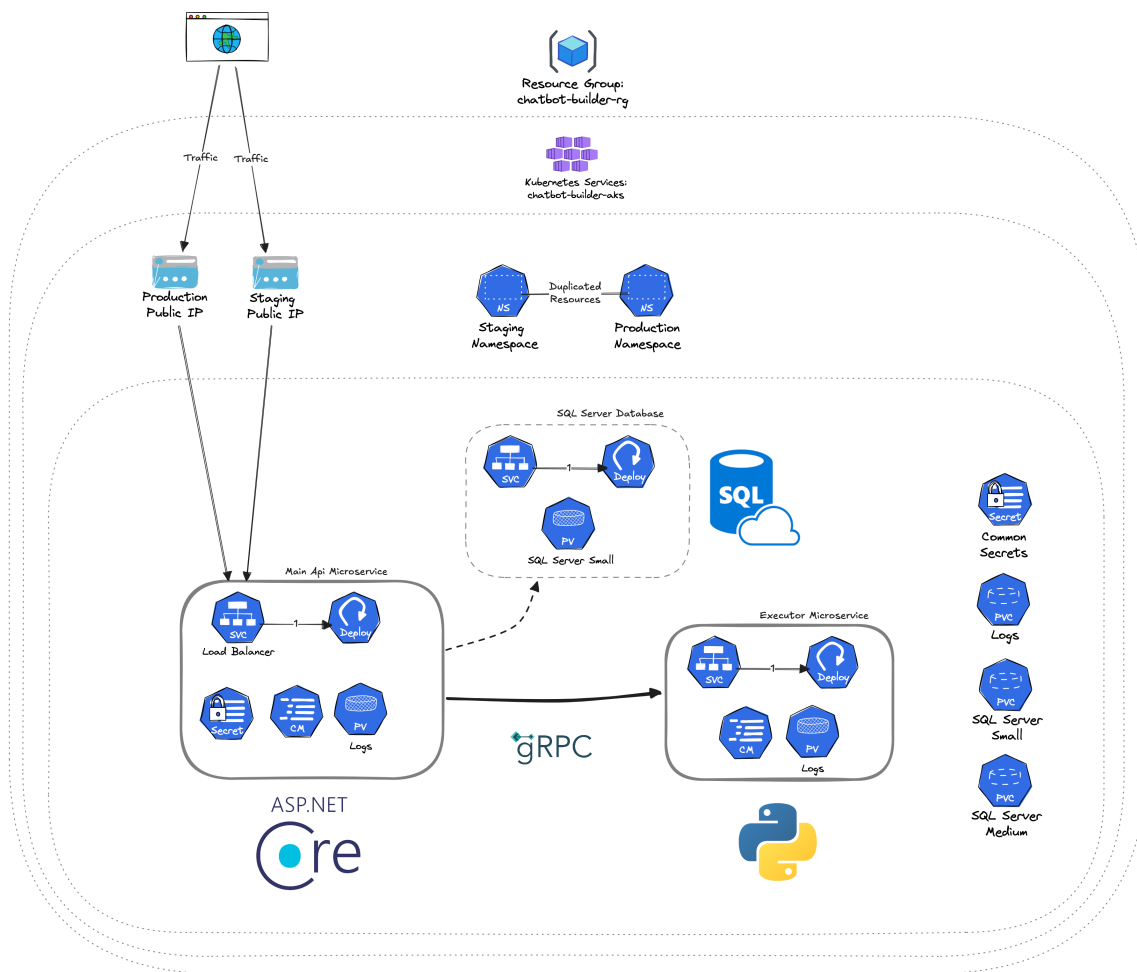 Resource Group:
chatbot-builder-rg
Traffic
Traffic
Kubernetes Services:
chatbot-builder-aks
Production
Public IP
Staging
Public IP
NS
Duplicated
Resources
NS
Staging
Namespace
Production
Namespace
SQL Server Database
SVC
1
Deploy
PV
SQL Server Small
SQL
Secret
Common
Secrets
Main Api Microservice
SVC
1
Deploy
Load Balancer
Secret
CM
PV
Logs
gRPC
Executor Microservice
SVC
1
Deploy
CM
PV
Logs
PVC
Logs
PVC
SQL Server
Small
PVC
SQL Server
Medium
ASP.NET
Core